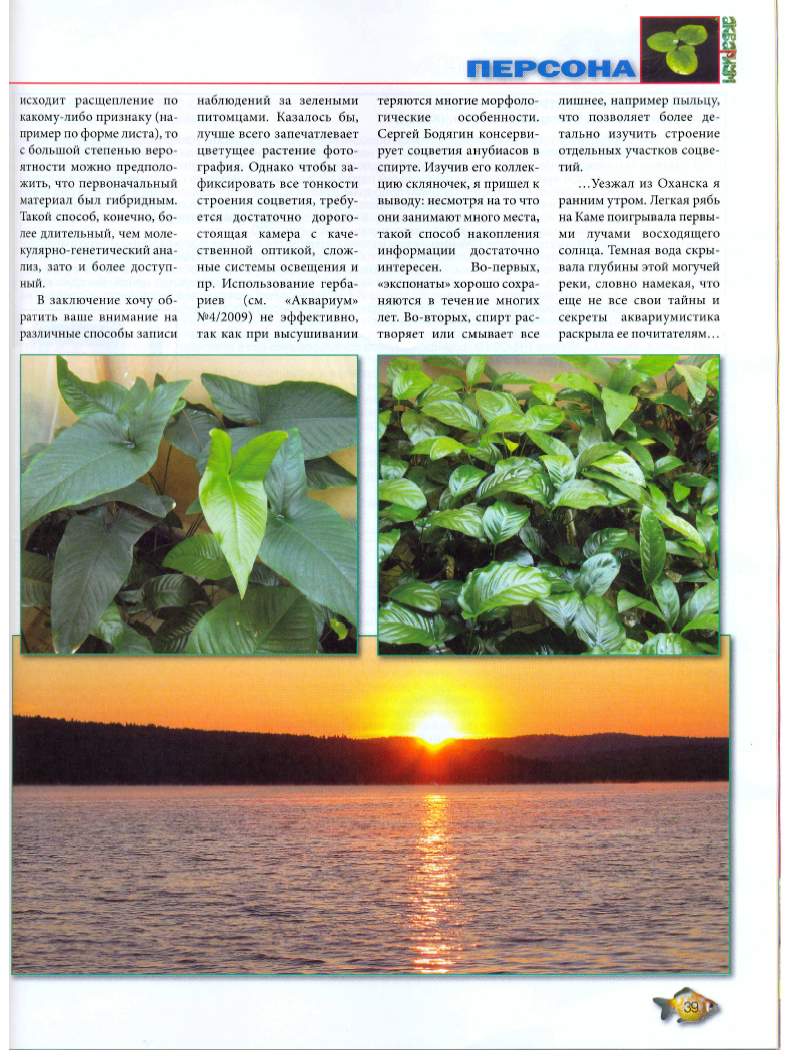 ПЕРСОНА
исходит расщепление по
какому-либо признаку (на-
пример по форме листа), то
с большой степенью веро-
ятности можно предполо-
жить, что первоначальный
материал был гибридным.
Такой способ, конечно, бо-
лее длительный, чем моле-
кулярно-генетический ана-
лиз, зато и более доступ-
ный.
В заключение хочу об-
ратить ваше внимание на
различные способы записи
наблюдений за зелеными
питомцами. Казалось бы,
лучше всего запечатлевает
цветущее растение фото-
графия. Однако чтобы за-
фиксировать все тонкости
строения соцветия, требу-
ется достаточно дорого-
стоящая камера с каче-
ственной оптикой, слож-
ные системы освещения и
пр. Использование герба-
риев (см. «Аквариум»
№4/2009) не эффективно,
так как при высушивании
теряются многие морфоло-
гические особенности.
Сергей Бодягин консерви-
рует соцветия анубиасов в
спирте. Изучив его коллек-
цию скляночек, я пришел к
выводу: несмотря на то что
они занимают много места,
такой способ накопления
информации достаточно
интересен. Во-первых,
«экспонаты» хорошо сохра-
няются в течение многих
лет. Во-вторых, спирт рас-
творяет или смывает все
лишнее, например пыльцу,
что позволяет более де-
тально изучить строение
отдельных участков соцве-
тий.
…Уезжал из Оханска я
ранним утром. Легкая рябь
на Каме поигрывала первы-
ми лучами восходящего
солнца. Темная вода скры-
вала глубины этой могучей
реки, словно намекая, что
еще не все свои тайны и
секреты аквариумистика
раскрыла ее почитателям…
39